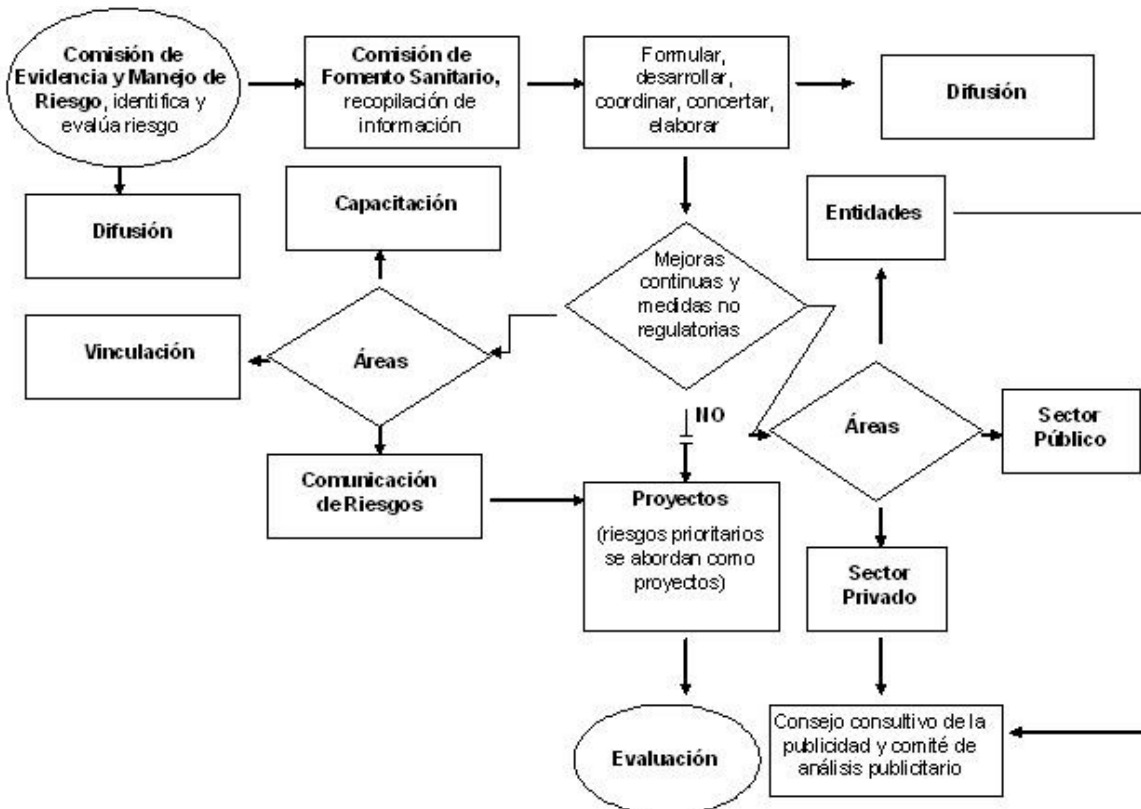 Comisión de
Evidencia y Manejo de
Riesgo, identifica y
evalúa riesgo
Comisión de
Fomento Sanitario,
recopilación de
información
Formular,
desarrollar,
coordinar, concertar,
elaborar
Difusión
Difusión
Capacitación
Entidades
Mejoras
continuas y
medidas no
regulatorias
Vinculación
Áreas
NO
Áreas
Sector
Público
Comunicación
de Riesgos
Proyectos
(riesgos prioritarios
se abordan como
proyectos)
Sector
Privado
Evaluación
Consejo consultivo de la
publicidad y comité de
análisis publicitario